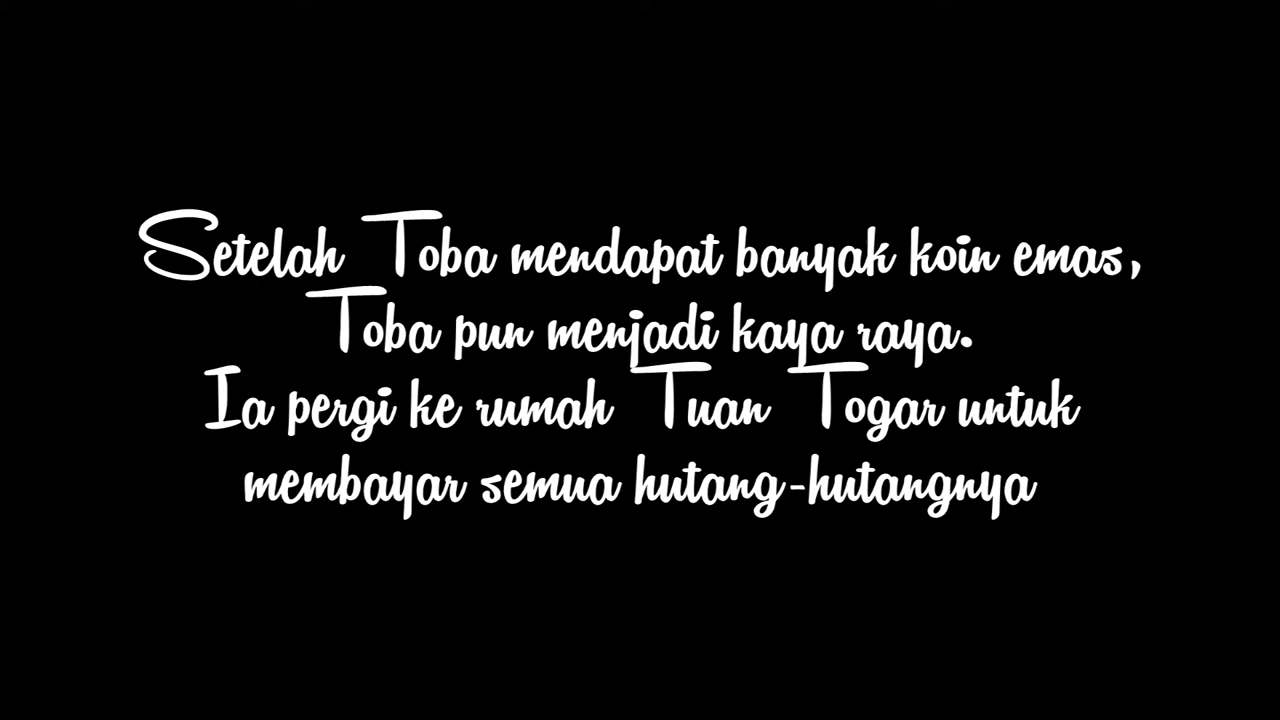 Setelah Toba mendapat banyak koin emas,
Toba pun menjadi kaya raya.
Ia pergi ke rumah Tuan Togar untuk
membayar semua hutang-hutangnya